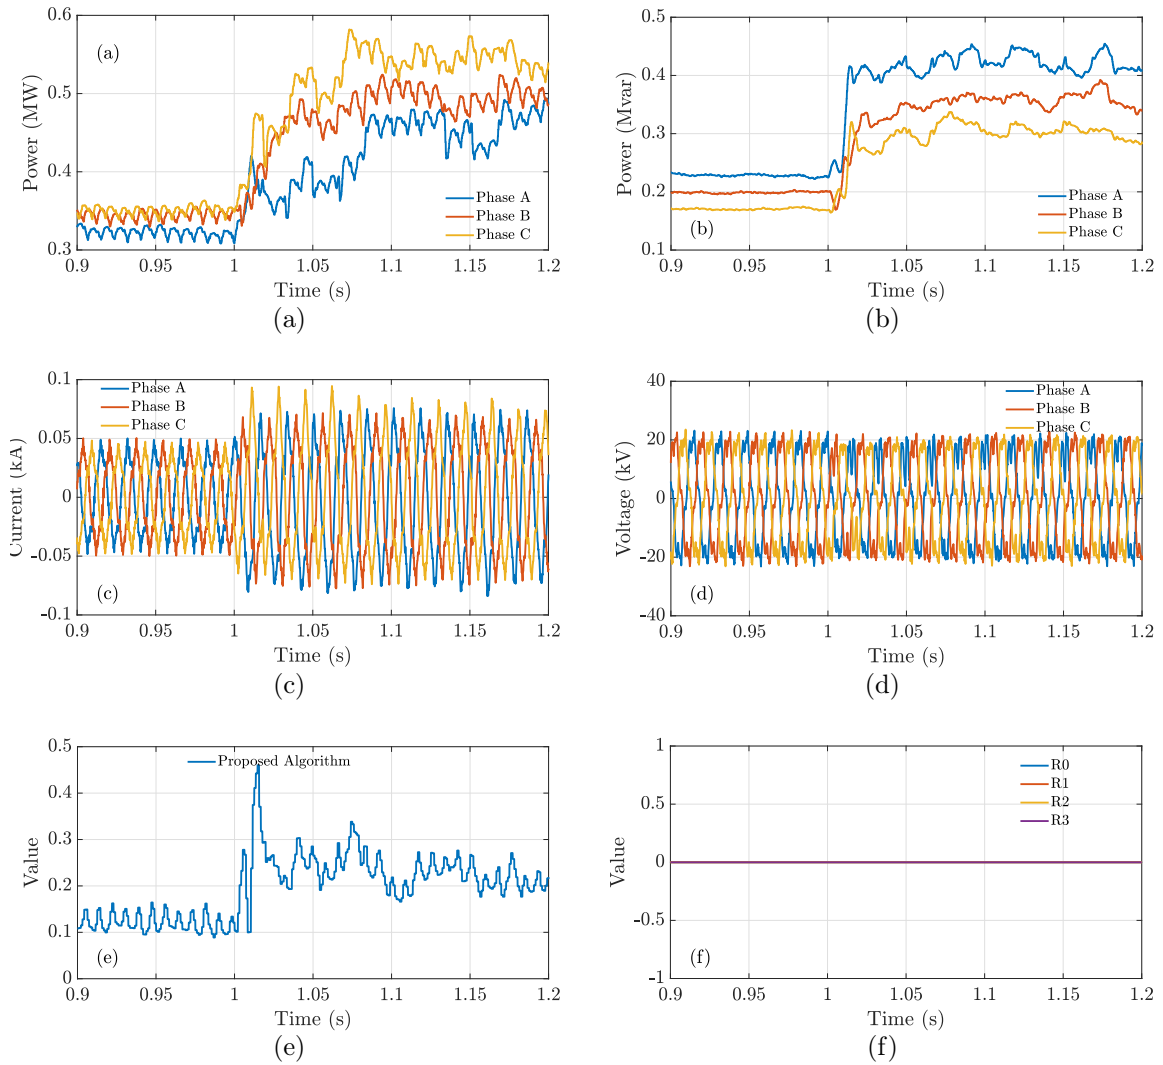 0.6
0.5
0.4
0.3
Power (MW)
(a)
Phase A
Phase B
Phase C
0.9 0.95 1 1.05 1.1 1.15 1.2
Time (s)
(a)
0.5
0.4
0.3
0.2
0.1
Power (Mvar)
(b)
Phase A
Phase B
Phase C
0.9 0.95 1 1.05 1.1 1.15 1.2
Time (s)
(b)
0.1
0.05
0
-0.05
-0.1
Current (kA)
Phase A
Phase B
Phase C
(c)
0.9 0.95 1 1.05 1.1 1.15 1.2
Time (s)
(c)
40
20
0
-20
-40
Voltage (kV)
Phase A
Phase B
Phase C
(d)
0.9 0.95 1 1.05 1.1 1.15 1.2
Time (s)
(d)
0.5
0.4
0.3
0.2
0.1
0
Value
Proposed Algorithm
(e)
0.9 0.95 1 1.05 1.1 1.15 1.2
Time (s)
(e)
1
0.5
0
-0.5
-1
Value
R0
R1
R2
R3
(f)
0.9 0.95 1 1.05 1.1 1.15 1.2
Time (s)
(f)